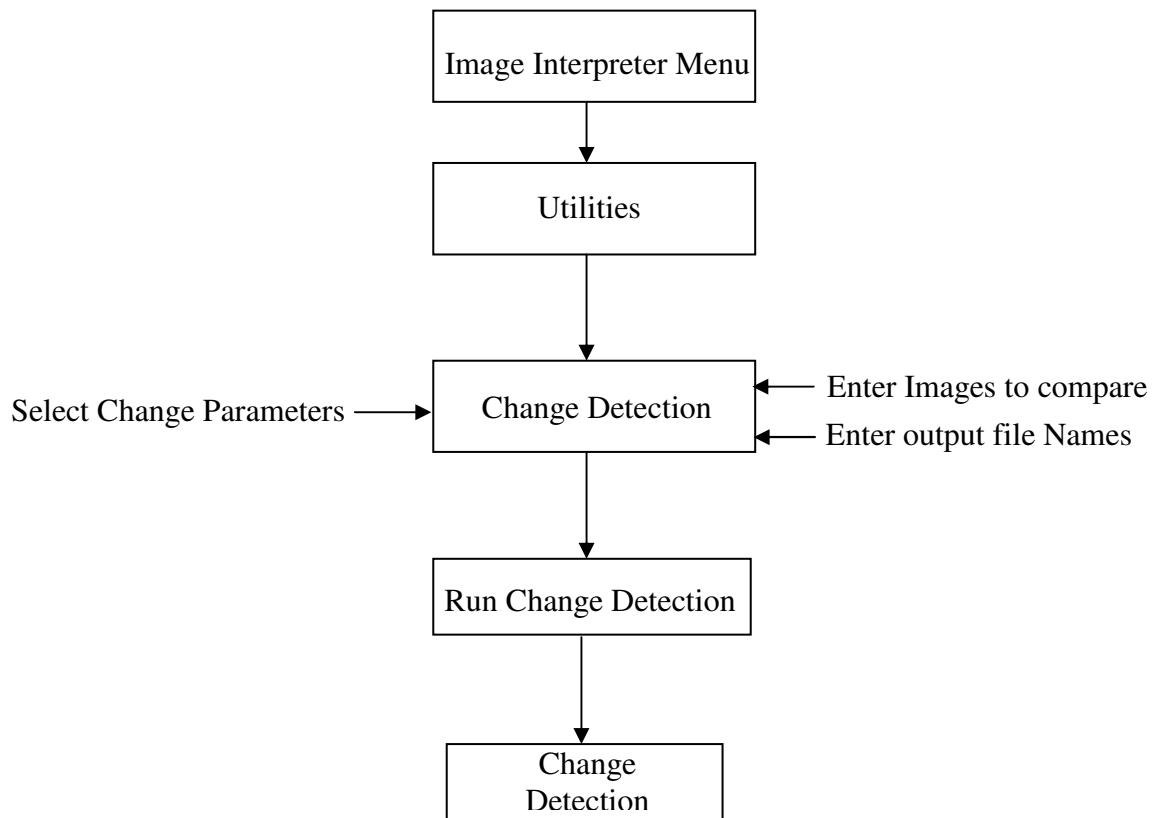 Image Interpreter Menu
Utilities
Select Change Parameters
Change Detection
Enter Images to compare
Enter output file Names
Run Change Detection
Change
Detection